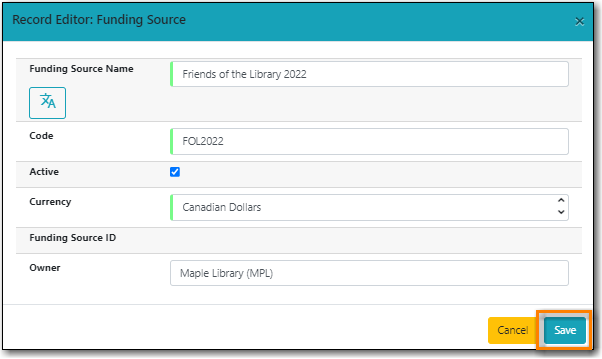 Record Editor: Funding Source ×
Funding Source Name Friends of the Library 2022
Code FOL2022
Active
Currency Canadian Dollars
Funding Source ID
Owner Maple Library (MPL)
Cancel Save